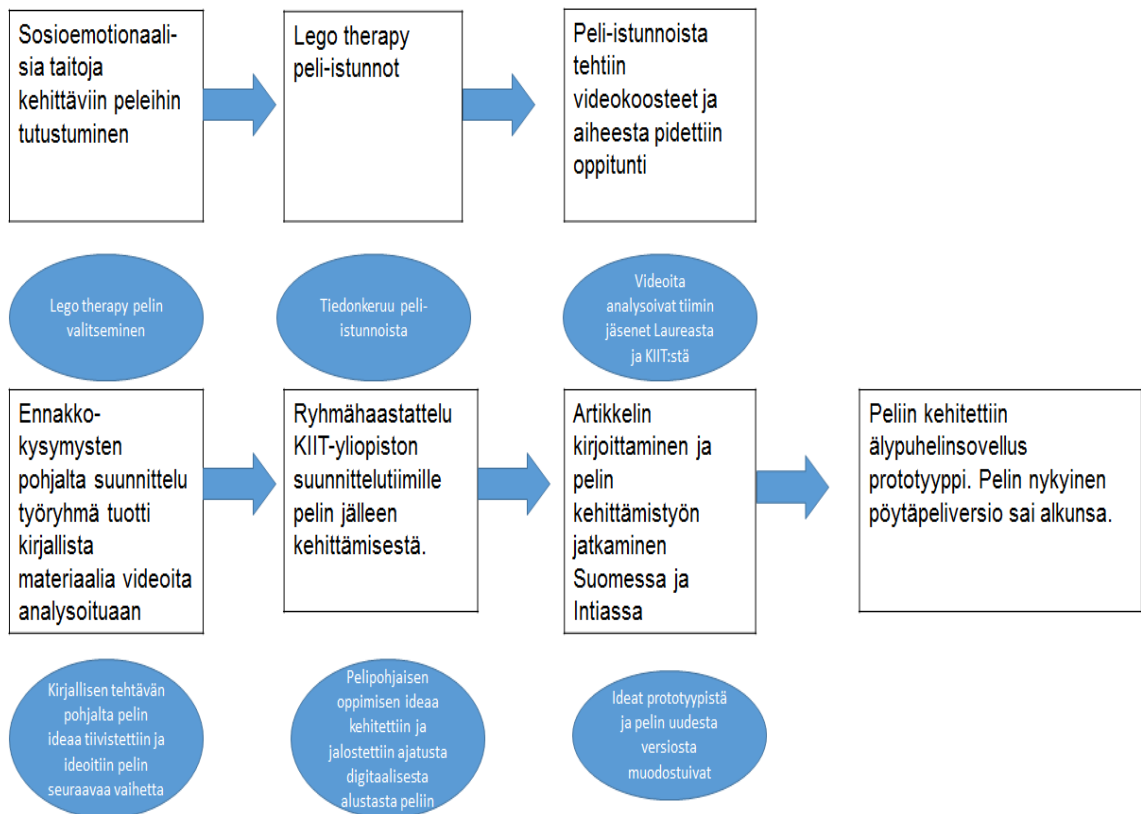 Sosioemotionaali-
sia taitoja
kehittäviin peleihin
tutustuminen
Lego therapy
peli-istunnot
Peli-istunnoista
tehtiin
videokoosteet ja
aiheesta pidettiin
oppitunti
Lego therapy pelin
valitseminen
Tiedonkeruu peli-
istunnoista
Videoita
analysoivat tiimin
jäsenet Laureasta
ja KIIT:stä
Ennakko-
kysymysten
pohjalta suunnittelu
työryhmä tuotti
kirjallista
materiaalia videoita
analysoituaan
Ryhmähaastattelu
KIIT-yliopiston
suunnittelutiimille
pelin jälleen
kehittämisestä.
Artikkelin
kirjoittaminen ja
pelin
kehittämistyön
jatkaminen
Suomessa ja
Intiassa
Peliin kehitettiin
älypuhelinsovellus
prototyyppi. Pelin nykyinen
pöytäpeliversio sai alkunsa.
Kirjallisen tehtävän
pohjalta pelin
ideaa tiivistettiin ja
ideoitiin pelin
seuraavaa vaihetta
Pelipohjaisen
oppimisen ideaa
kehitettiin ja
jalostettiin ajatusta
digitaalisesta
alustasta peliin
Ideat prototyypistä
ja pelin uudesta
versiosta
muodostuivat